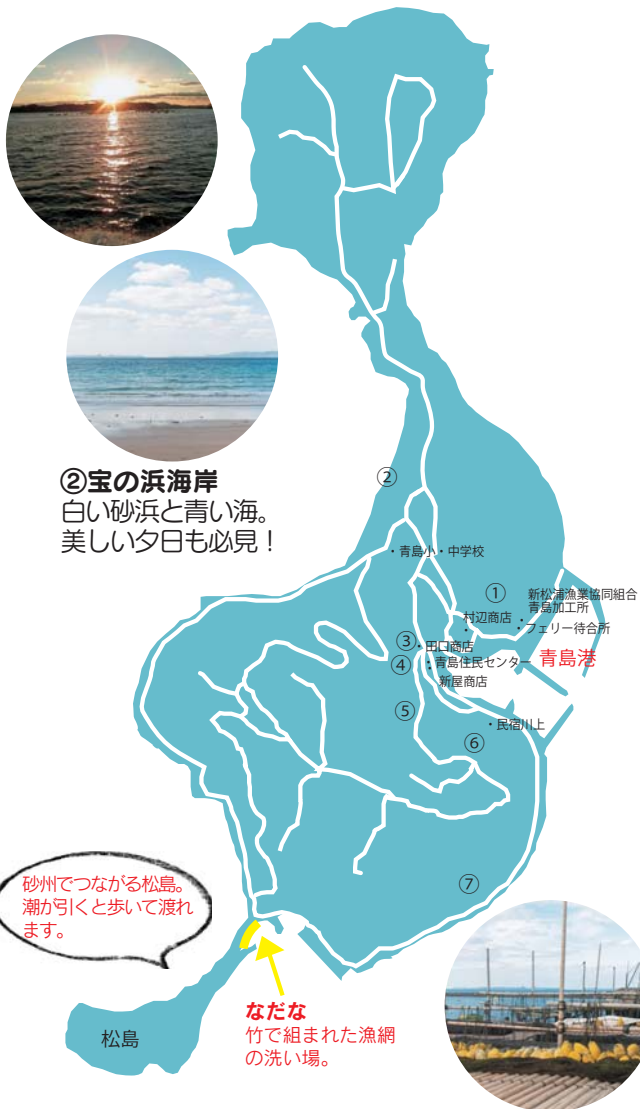 ②宝の浜海岸
白い砂浜と青い海。
美しい夕日も必見！
②
・青島小・中学校
①
新松浦漁業協同組合
青島加工所
村辺商店
・フェリー待合所
③
・田口商店
青島港
④
・青島住民センター
新屋商店
⑤
・民宿川上
⑥
⑦
砂州でつながる松島。
潮が引くと歩いて渡れ
ます。
なだな
竹で組まれた漁網
の洗い場。
松島